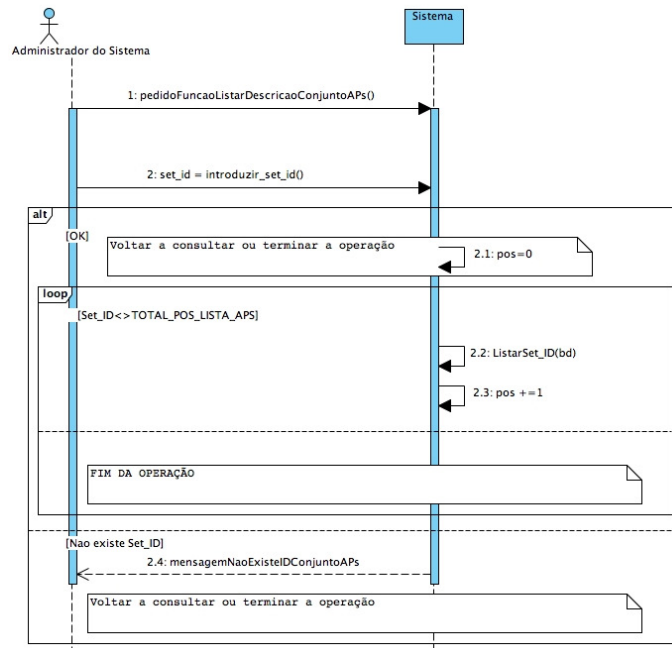 Administrador do Sistema
Sistema
1: pedidoFuncaoListarDescricaoConjuntoAPs()
2: set_id = introduzir_set_id()
alt
[OK]
Voltar a consultar ou terminar a operação
2.1: pos=0
loop
[Set_ID<>TOTAL_POS_LISTA_APS]
2.2: ListarSet_ID(bd)
2.3: pos +=1
FIM DA OPERAÇÃO
[Nao existe Set_ID]
2.4: mensagemNaoExisteIDConjuntoAPs
Voltar a consultar ou terminar a operação